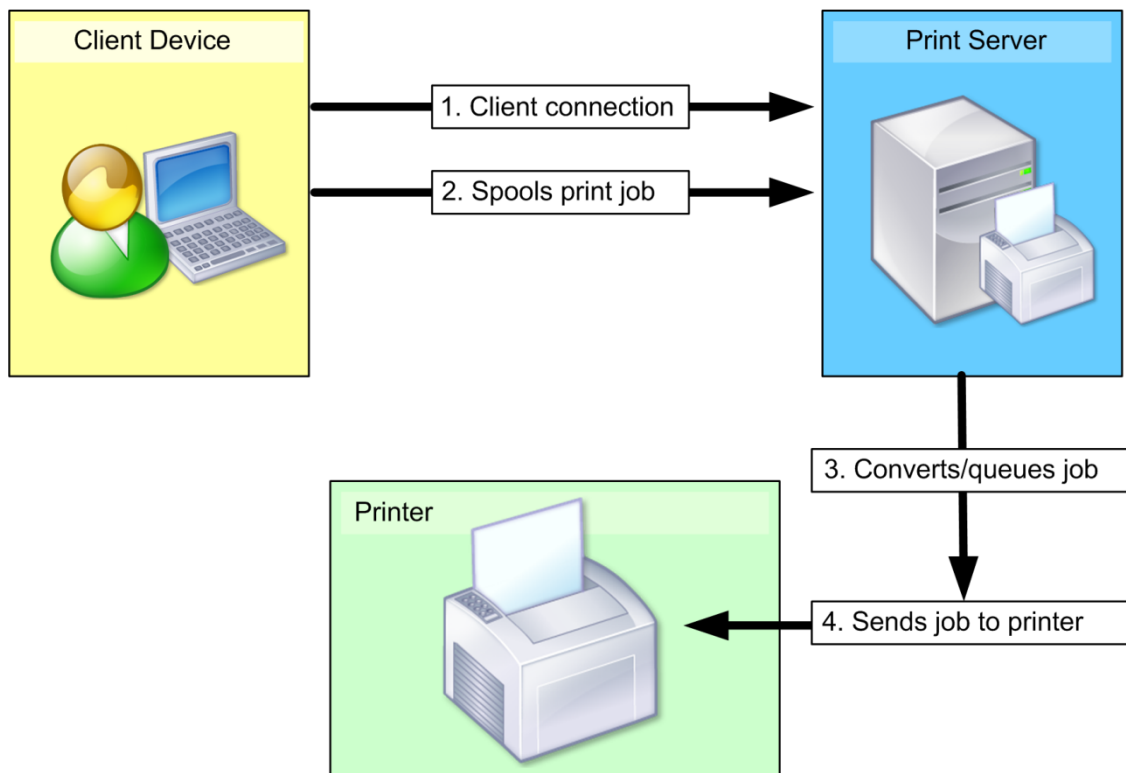 Client Device
Print Server
1. Client connection
2. Spools print job
3. Converts/queues job
Printer
4. Sends job to printer